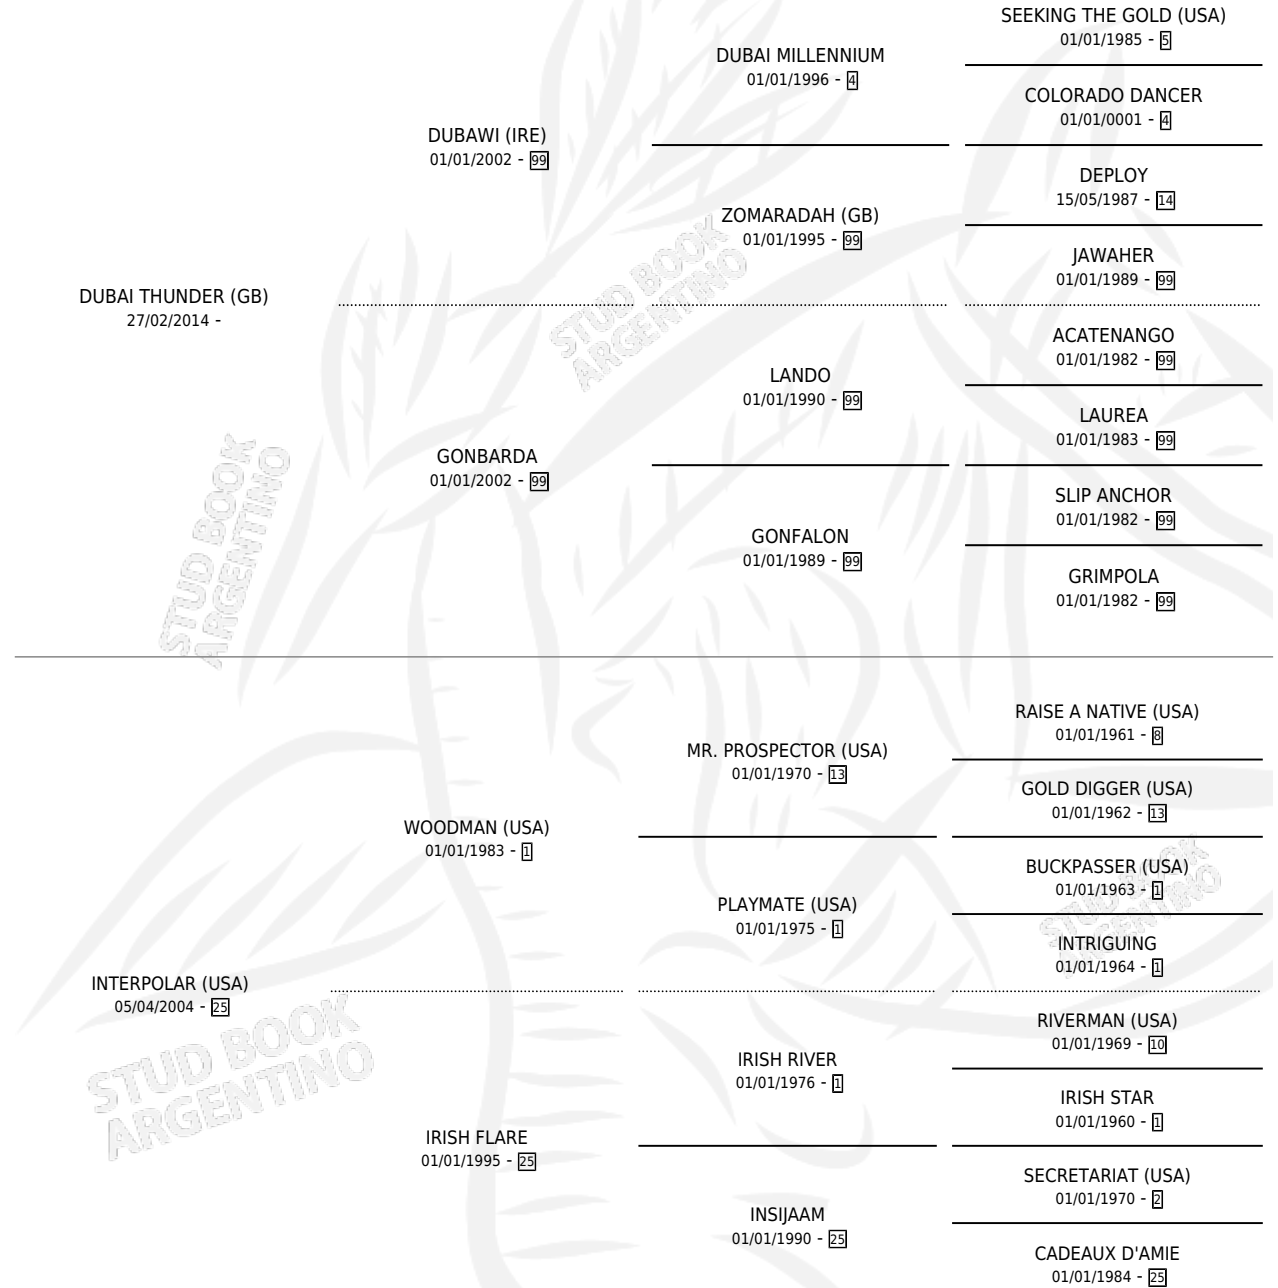 SEEKING THE GOLD (USA)
01/01/1985 - 5
DUBAI MILLENNIUM
01/01/1996 - 4
COLORADO DANCER
01/01/0001 - 4
DUBAWI (IRE)
01/01/2002 - 99
DEPLOY
15/05/1987 - 14
ZOMARADAH (GB)
01/01/1995 - 99
JAWAHER
01/01/1989 - 99
DUBAI THUNDER (GB)
27/02/2014 -
STUD BOOK
ARGENTINO
ACATENANGO
01/01/1982 - 99
LANDO
01/01/1990 - 99
LAUREA
01/01/1983 - 99
GONBARDA
01/01/2002 - 99
SLIP ANCHOR
01/01/1982 - 99
GONFALON
01/01/1989 - 99
GRIMPOLA
01/01/1982 - 99
STUD BOOK
ARGENTINO
RAISE A NATIVE (USA)
01/01/1961 - 8
MR. PROSPECTOR (USA)
01/01/1970 - 13
GOLD DIGGER (USA)
01/01/1962 - 13
WOODMAN (USA)
01/01/1983 - 1
BUCKPASSER (USA)
01/01/1963 - 1
PLAYMATE (USA)
01/01/1975 - 1
STUD BOOK
ARGENTINO
INTRIGUING
01/01/1964 - 1
INTERPOLAR (USA)
05/04/2004 - 25
RIVERMAN (USA)
01/01/1969 - 10
IRISH RIVER
01/01/1976 - 1
IRISH STAR
01/01/1960 - 1
STUD BOOK
ARGENTINO
IRISH FLARE
01/01/1995 - 25
SECRETARIAT (USA)
01/01/1970 - 2
INSIJAAM
01/01/1990 - 25
CADEAUX D'AMIE
01/01/1984 - 25